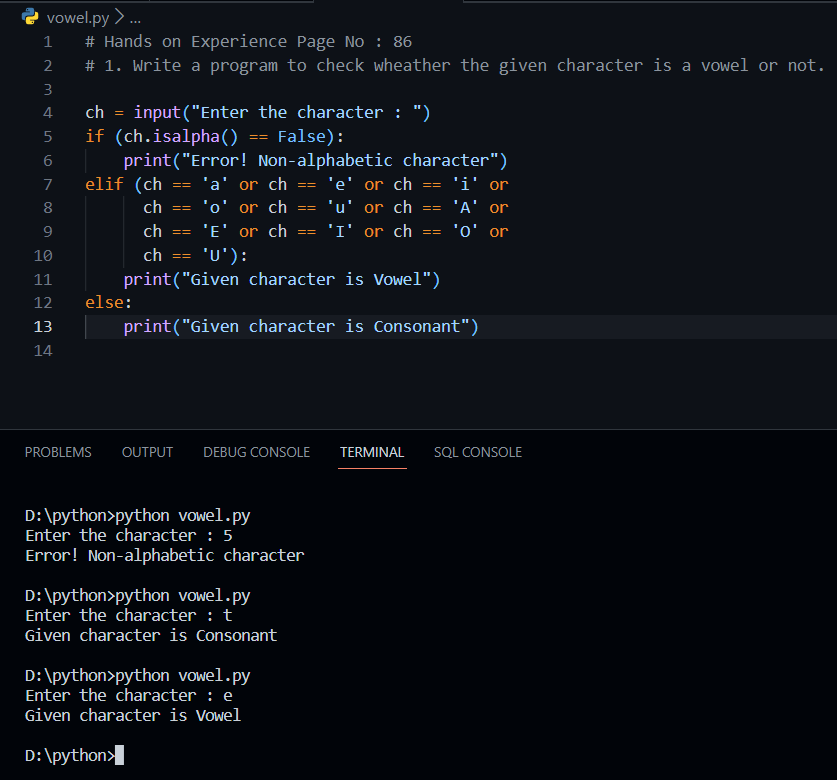 vowel.py > ...
1 # Hands on Experience Page No : 86
2 # 1. Write a program to check wheather the given character is a vowel or not.
3
4 ch = input("Enter the character : ")
5 if (ch.isalpha() == False):
6     print("Error! Non-alphabetic character")
7 elif (ch == 'a' or ch == 'e' or ch == 'i' or
8       ch == 'o' or ch == 'u' or ch == 'A' or
9       ch == 'E' or ch == 'I' or ch == 'O' or
10       ch == 'U'):
11     print("Given character is Vowel")
12 else:
13     print("Given character is Consonant")
14
PROBLEMS OUTPUT DEBUG CONSOLE TERMINAL SQL CONSOLE
D:\python>python vowel.py
Enter the character : 5
Error! Non-alphabetic character
D:\python>python vowel.py
Enter the character : t
Given character is Consonant
D:\python>python vowel.py
Enter the character : e
Given character is Vowel
D:\python>